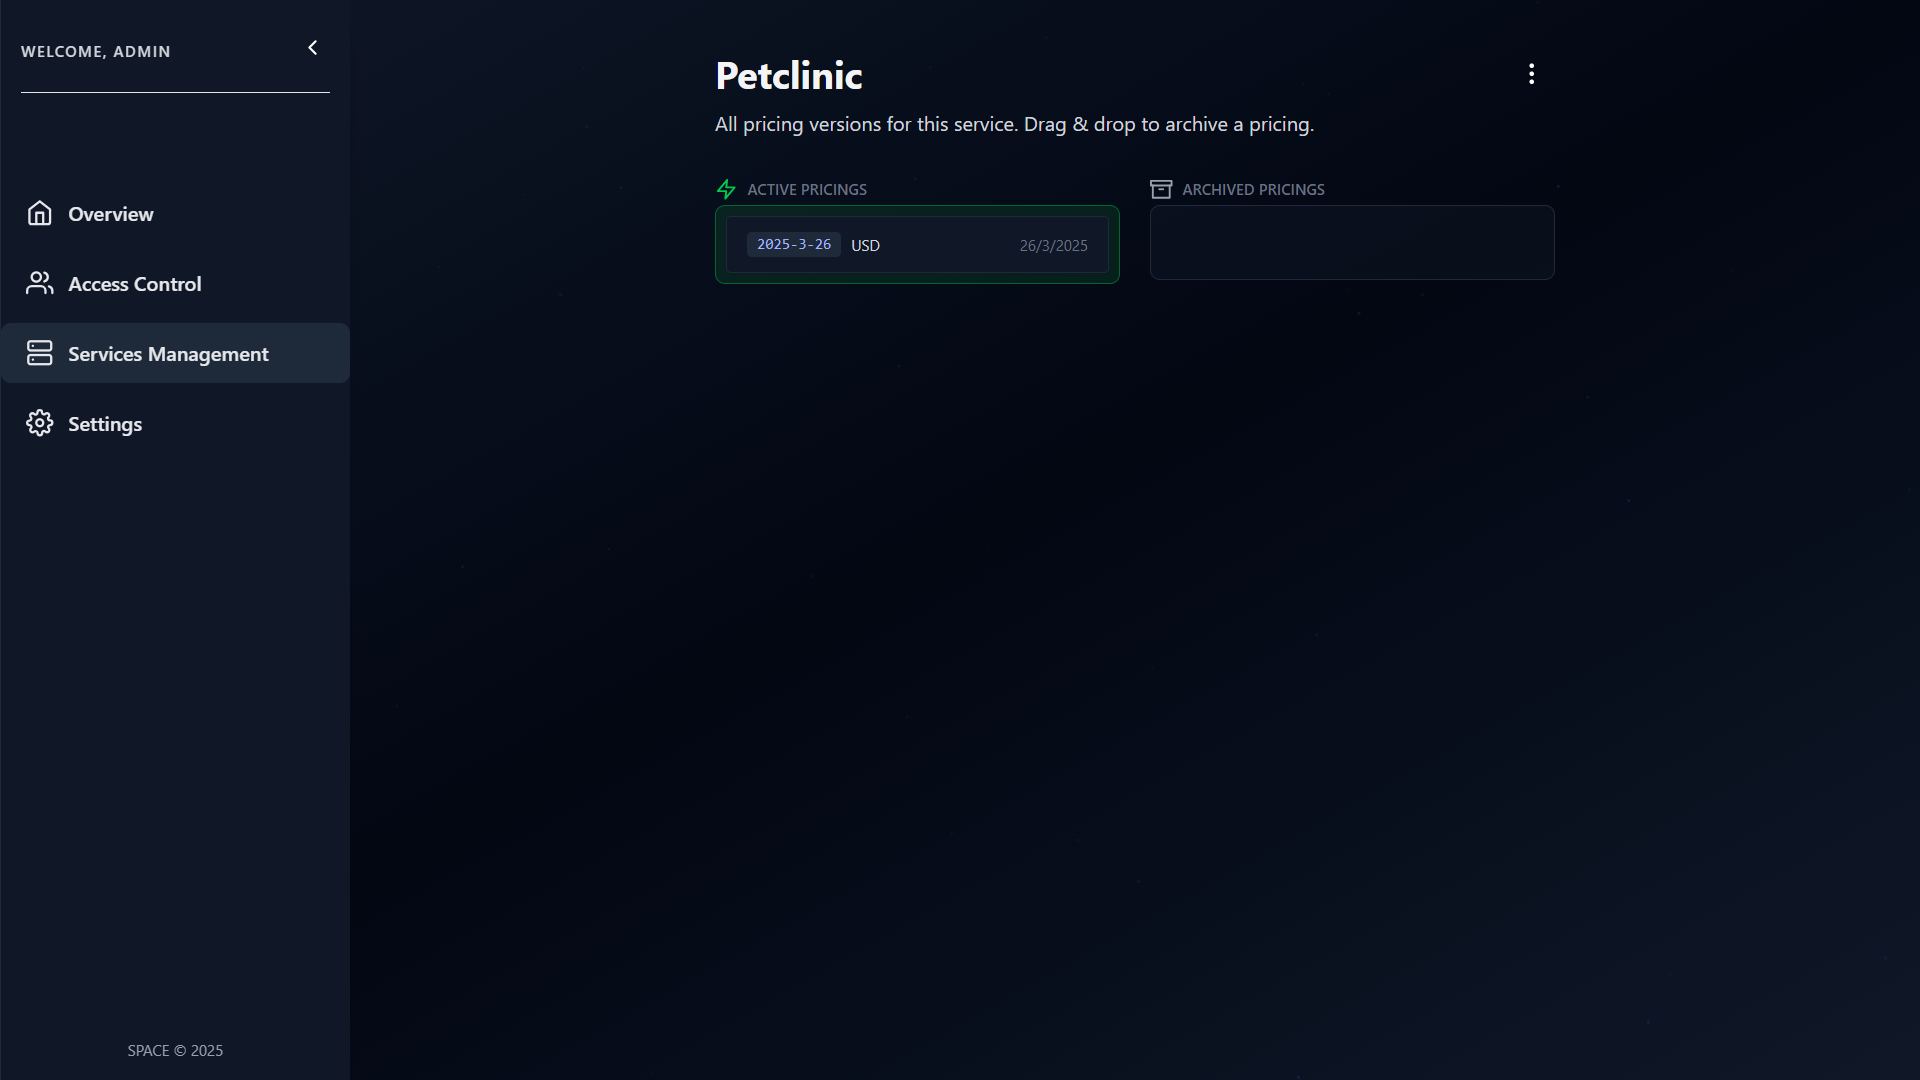 WELCOME, ADMIN
Overview
Access Control
Services Management
Settings
SPACE © 2025
Petclinic
All pricing versions for this service. Drag & drop to archive a pricing.
ACTIVE PRICINGS
2025-3-26 USD 26/3/2025
ARCHIVED PRICINGS